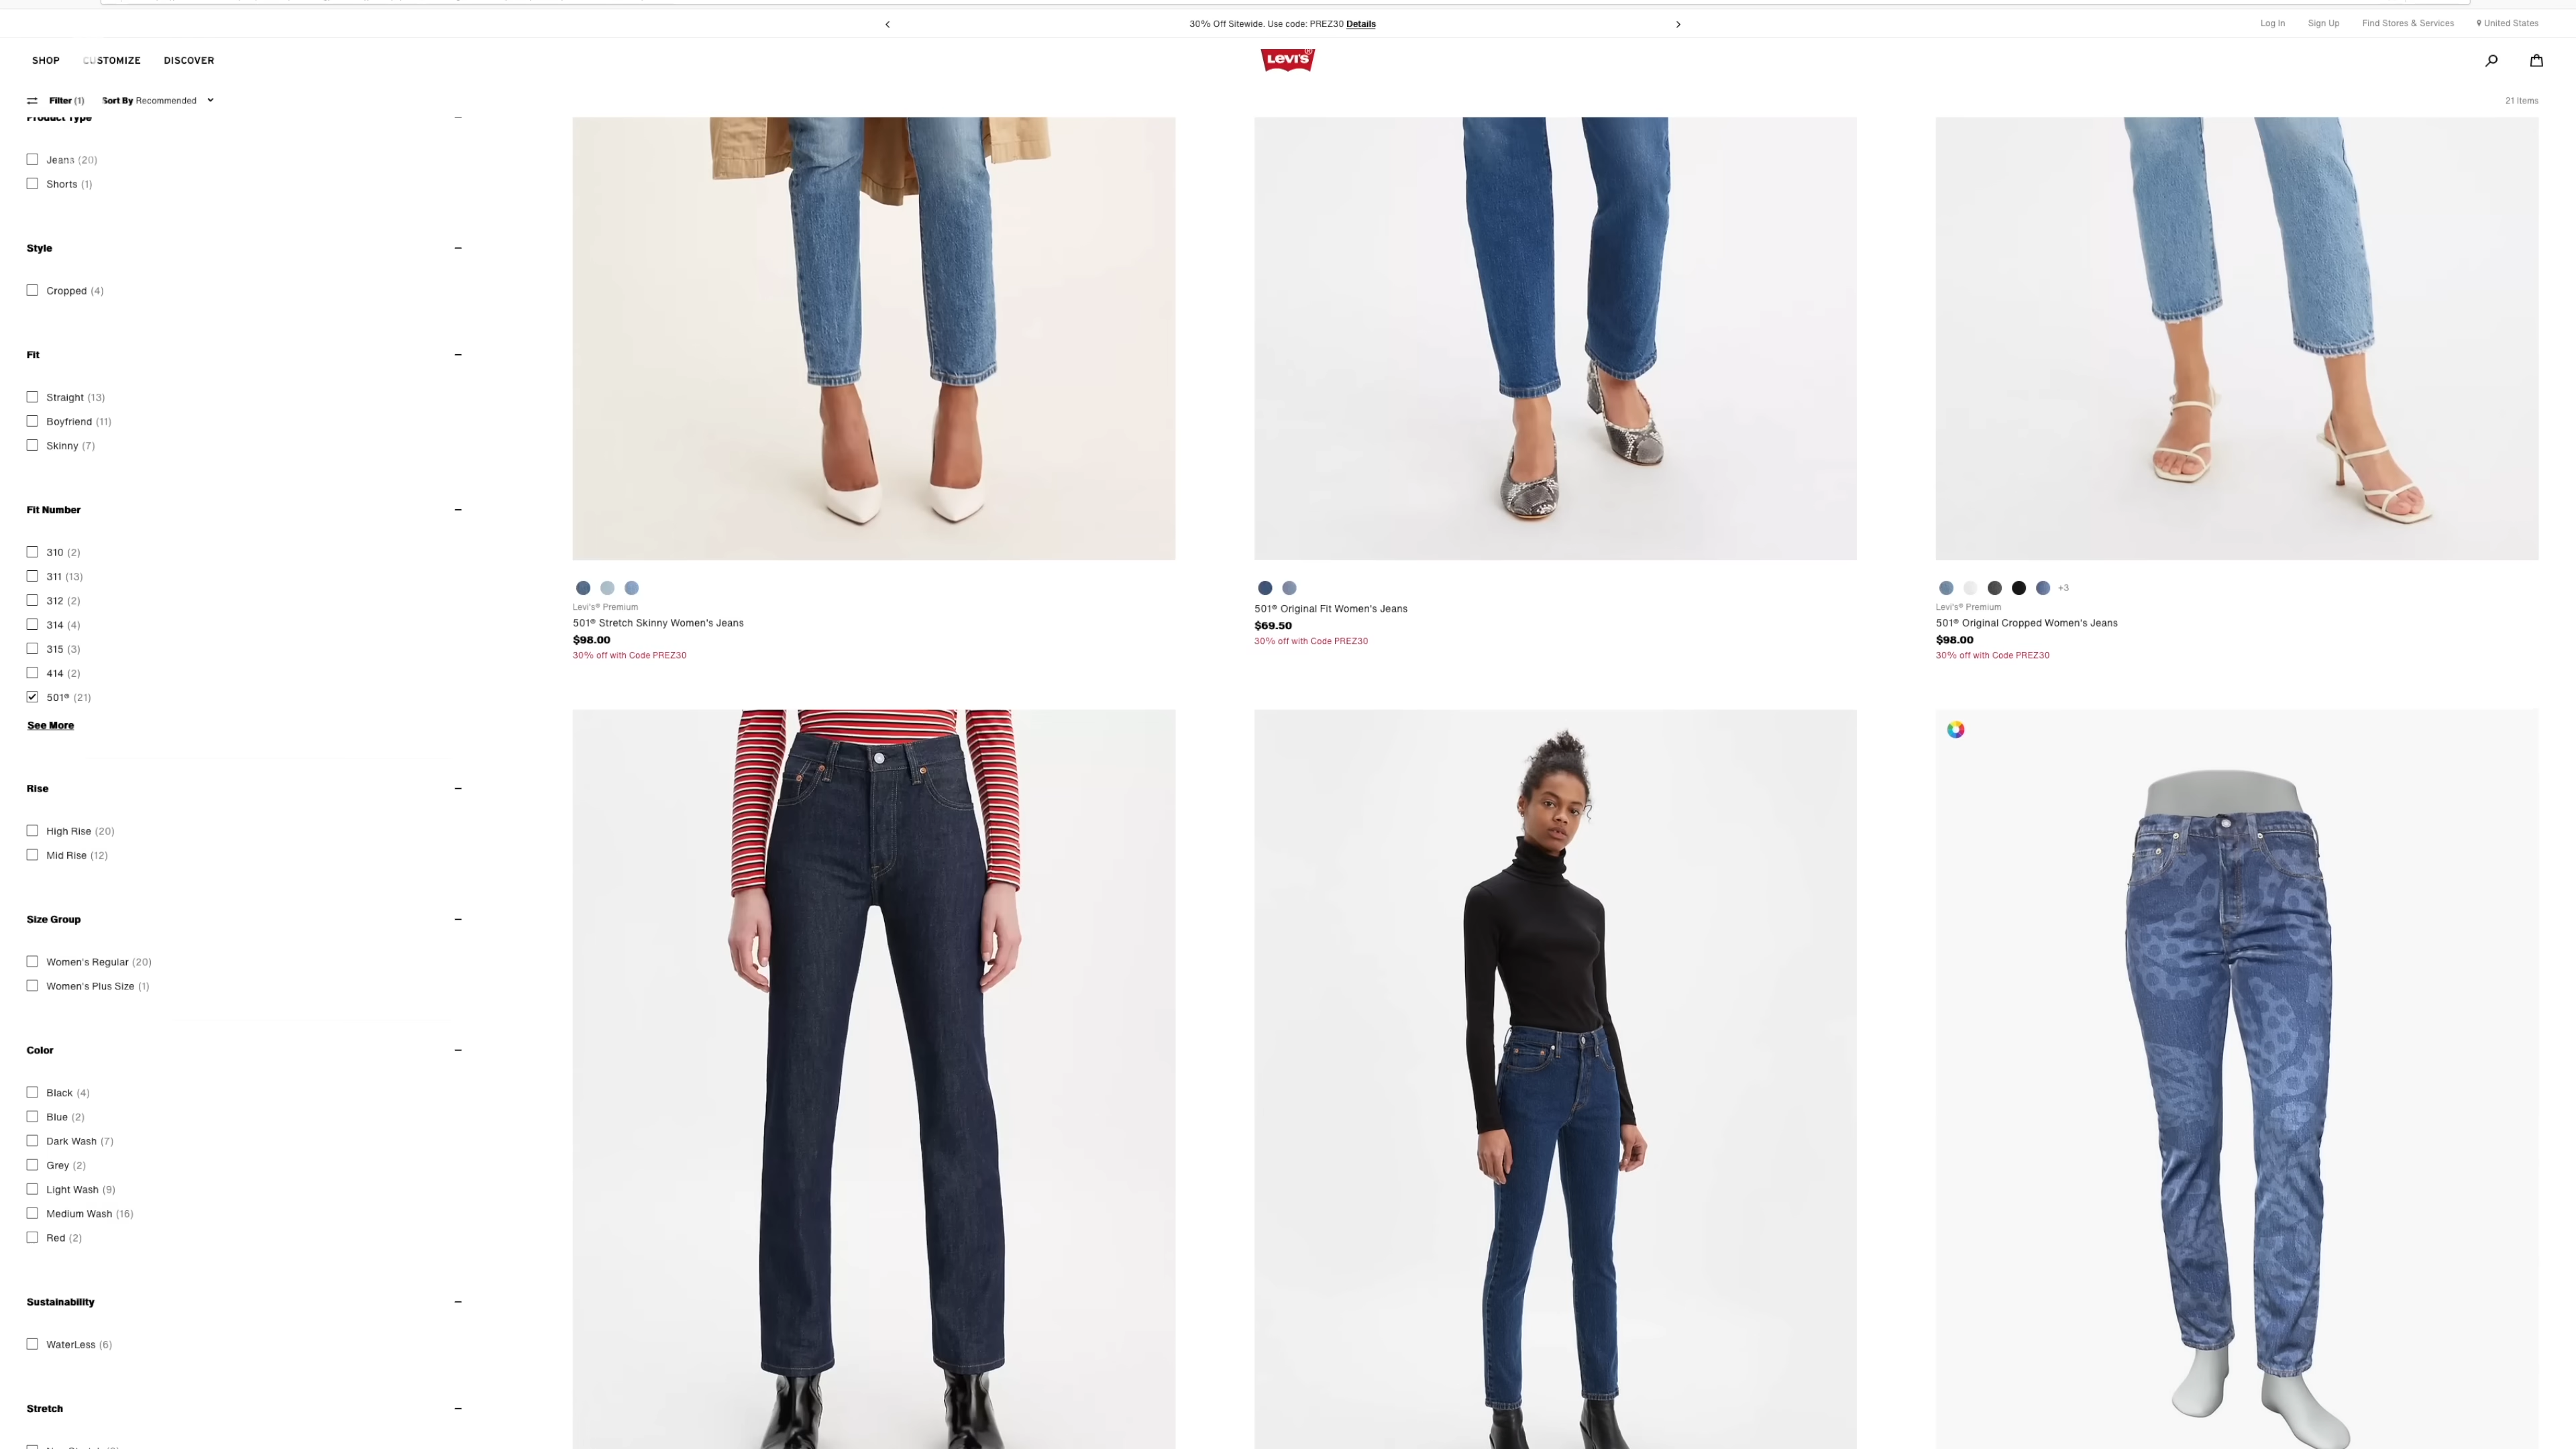 30% Off Sitewide. Use code: PREZ30 Details
Log In Sign Up Find Stores & Services United States
SHOP CUSTOMIZE DISCOVER
Levi's®
Filter (1) Sort By Recommended
21 Items
Product Type
Jeans (20)
Shorts (1)
Style
Cropped (4)
Fit
Straight (13)
Boyfriend (11)
Skinny (7)
Fit Number
310 (2)
311 (13)
312 (2)
314 (4)
315 (3)
414 (2)
501® (21)
See More
Rise
High Rise (20)
Mid Rise (12)
Size Group
Women's Regular (20)
Women's Plus Size (1)
Color
Black (4)
Blue (2)
Dark Wash (7)
Grey (2)
Light Wash (9)
Medium Wash (16)
Red (2)
Sustainability
WaterLess (6)
Stretch
Levi's® Premium
501® Stretch Skinny Women's Jeans
$98.00
30% off with Code PREZ30
501® Original Fit Women's Jeans
$69.50
30% off with Code PREZ30
+3
Levi's® Premium
501® Original Cropped Women's Jeans
$98.00
30% off with Code PREZ30